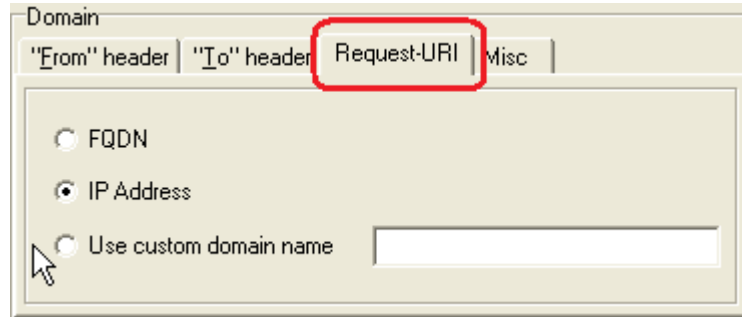 Domain
"From" header "To" header Request-URI Misc
FQDN
IP Address
Use custom domain name